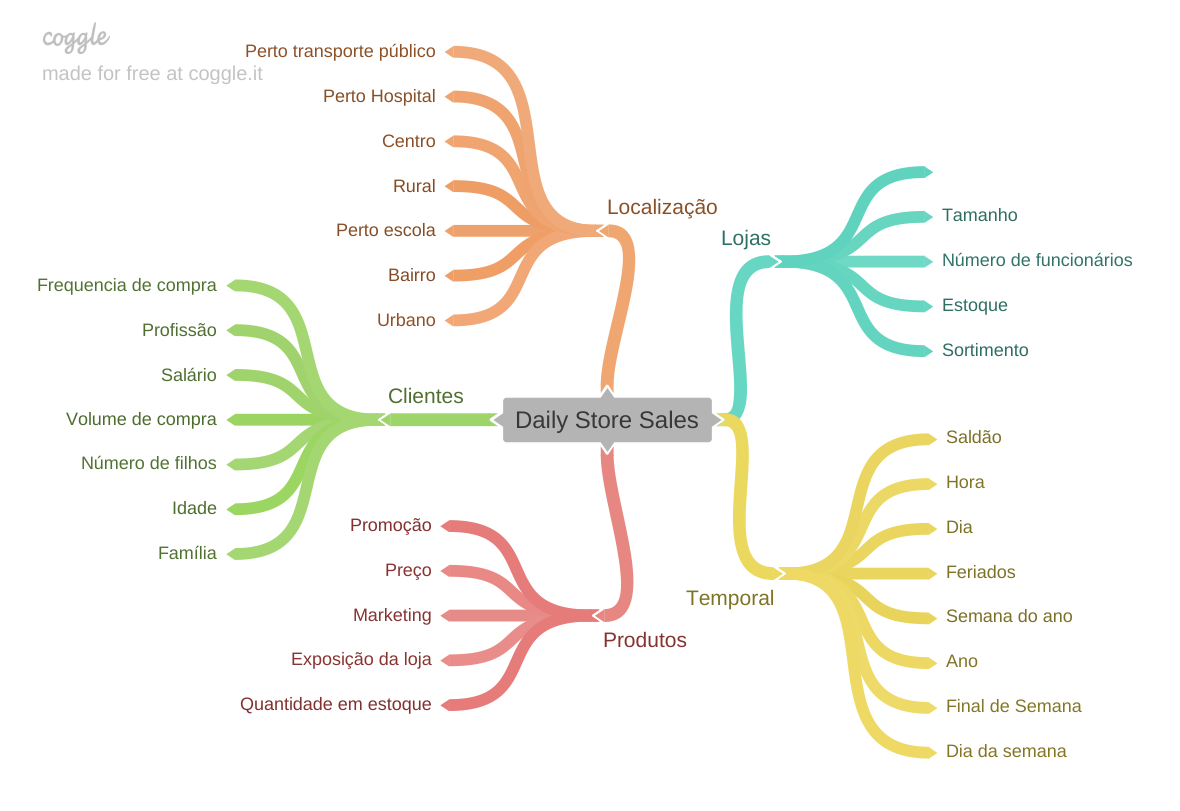 coggle
made for free at coggle.it
Perto transporte público
Perto Hospital
Centro
Rural
Perto escola
Bairro
Urbano
Localização
Lojas
Tamanho
Número de funcionários
Estoque
Sortimento
Frequencia de compra
Profissão
Salário
Volume de compra
Número de filhos
Idade
Família
Clientes
Daily Store Sales
Promoção
Preço
Marketing
Exposição da loja
Quantidade em estoque
Produtos
Temporal
Saldão
Hora
Dia
Feriados
Semana do ano
Ano
Final de Semana
Dia da semana